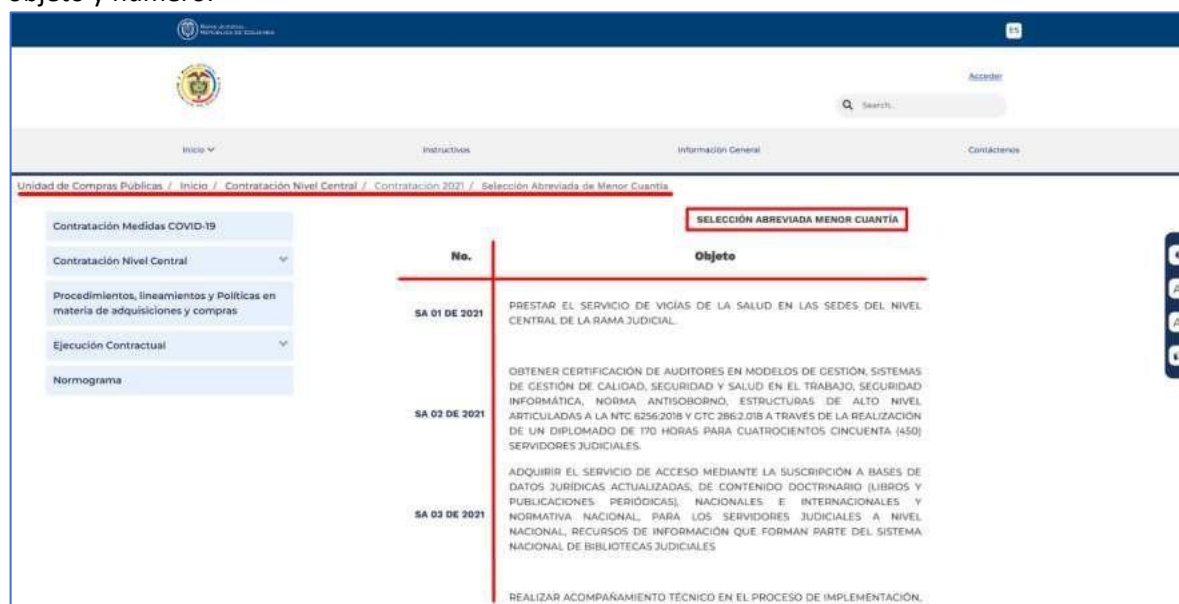 objeto y número.
RAMA JUDICIAL
REPÚBLICA DE COLOMBIA
ES
Acceder
Search...
Inicio
Instructivos
Información General
Contáctenos
Unidad de Compras Públicas / Inicio / Contratación Nivel Central / Contratación 2021 / Selección Abreviada de Menor Cuantía
SELECCIÓN ABREVIADA MENOR CUANTÍA
Contratación Medidas COVID-19
Contratación Nivel Central
Procedimientos, lineamientos y Políticas en
materia de adquisiciones y compras
Ejecución Contractual
Normograma
No.
Objeto
SA 01 DE 2021
PRESTAR EL SERVICIO DE VIGÍAS DE LA SALUD EN LAS SEDES DEL NIVEL
CENTRAL DE LA RAMA JUDICIAL.
SA 02 DE 2021
OBTENER CERTIFICACIÓN DE AUDITORES EN MODELOS DE GESTIÓN, SISTEMAS
DE GESTIÓN DE CALIDAD, SEGURIDAD Y SALUD EN EL TRABAJO, SEGURIDAD
INFORMÁTICA, NORMA ANTISOBORNO, ESTRUCTURAS DE ALTO NIVEL
ARTICULADAS A LA NTC 6256:2018 Y GTC 286:2.018 A TRAVÉS DE LA REALIZACIÓN
DE UN DIPLOMADO DE 170 HORAS PARA CUATROCIENTOS CINCUENTA (450)
SERVIDORES JUDICIALES.
SA 03 DE 2021
ADQUIRIR EL SERVICIO DE ACCESO MEDIANTE LA SUSCRIPCIÓN A BASES DE
DATOS JURÍDICAS ACTUALIZADAS, DE CONTENIDO DOCTRINARIO (LIBROS Y
PUBLICACIONES PERIÓDICAS), NACIONALES E INTERNACIONALES Y
NORMATIVA NACIONAL, PARA LOS SERVIDORES JUDICIALES A NIVEL
NACIONAL, RECURSOS DE INFORMACIÓN QUE FORMAN PARTE DEL SISTEMA
NACIONAL DE BIBLIOTECAS JUDICIALES
REALIZAR ACOMPAÑAMIENTO TÉCNICO EN EL PROCESO DE IMPLEMENTACIÓN,